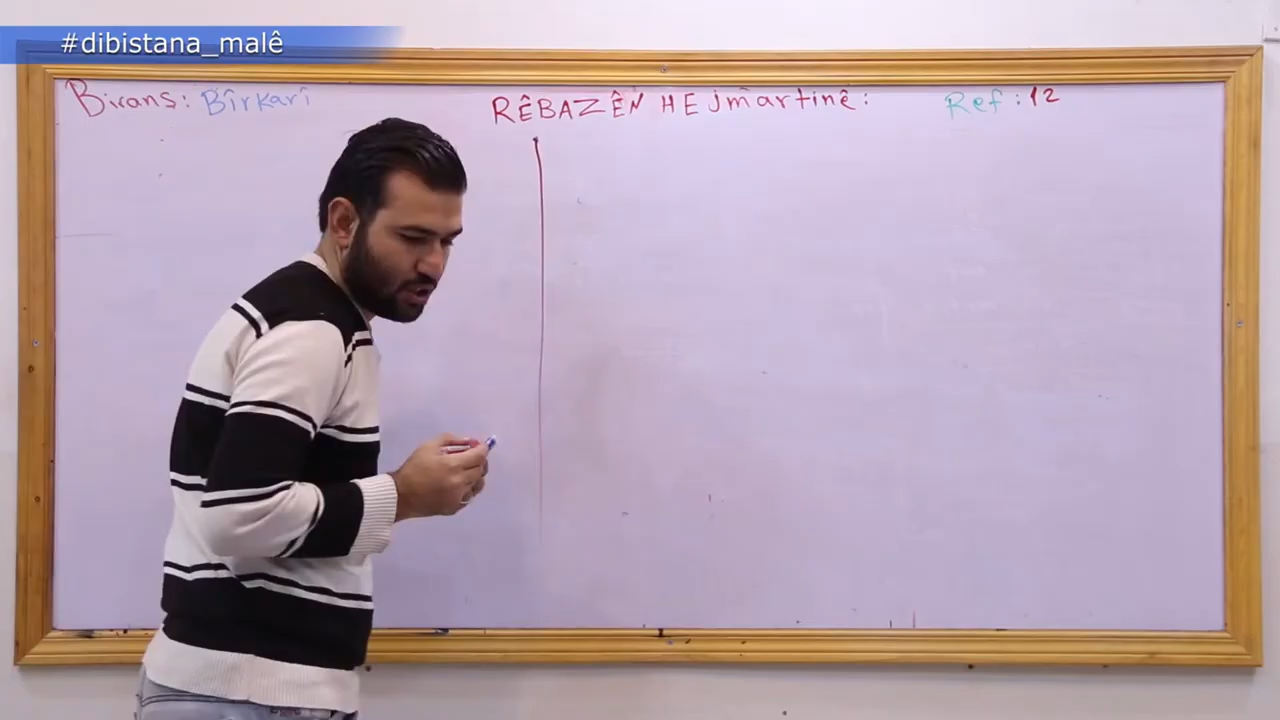 #dibistana_malê
Birans: Bîrkarî
RÊBAZÊN HEjmartinê:
Ref: 12